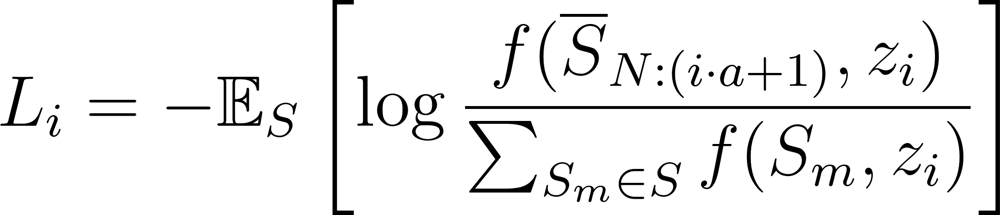 L_i = -\mathbb{E}_S \left[ \log \frac{f(\overline{S}_{N:(i \cdot a+1)}, z_i)}{\sum_{S_m \in S} f(S_m, z_i)} \right]